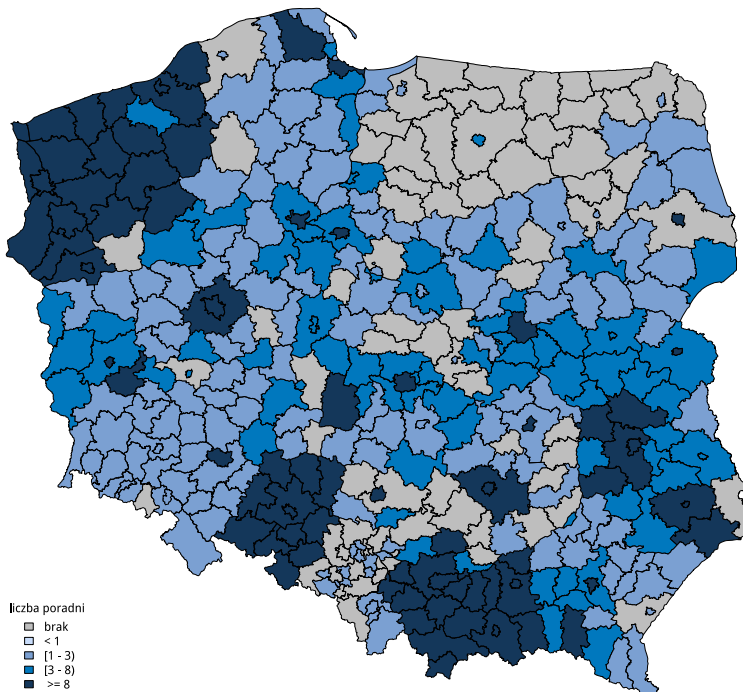 liczba poradni
brak
< 1
[1 - 3)
[3 - 8)
>= 8